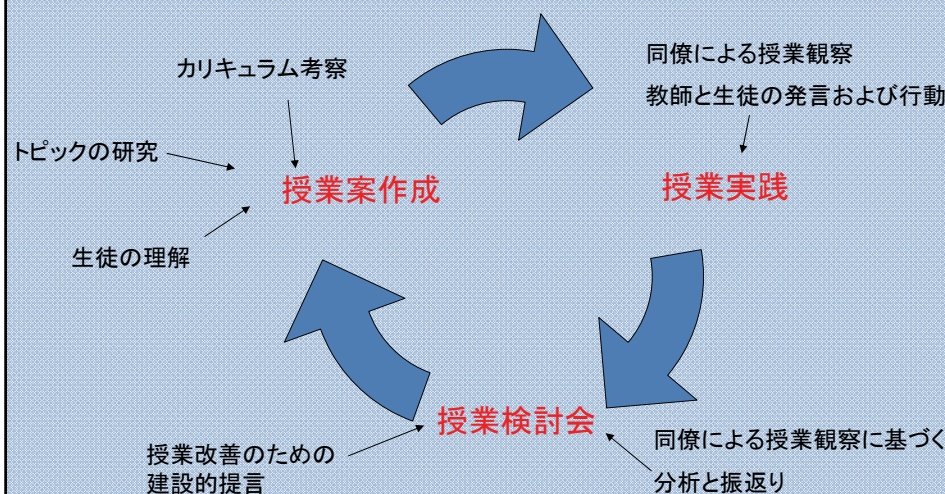 カリキュラム考察
トピックの研究
授業案作成
生徒の理解
同僚による授業観察
教師と生徒の発言および行動
授業実践
授業検討会
授業改善のための
建設的提言
同僚による授業観察に基づく
分析と振返り